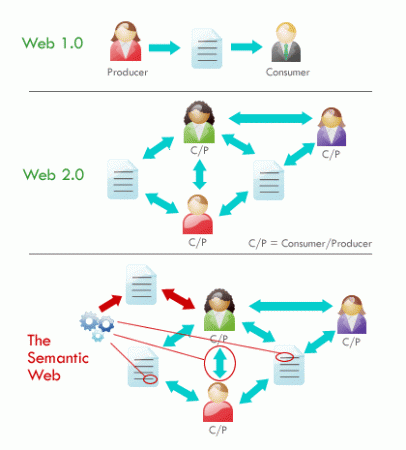 Web 1.0
Producer
Consumer
C/P
C/P
Web 2.0
C/P
C/P = Consumer/Producer
C/P
C/P
The
Semantic
Web
C/P